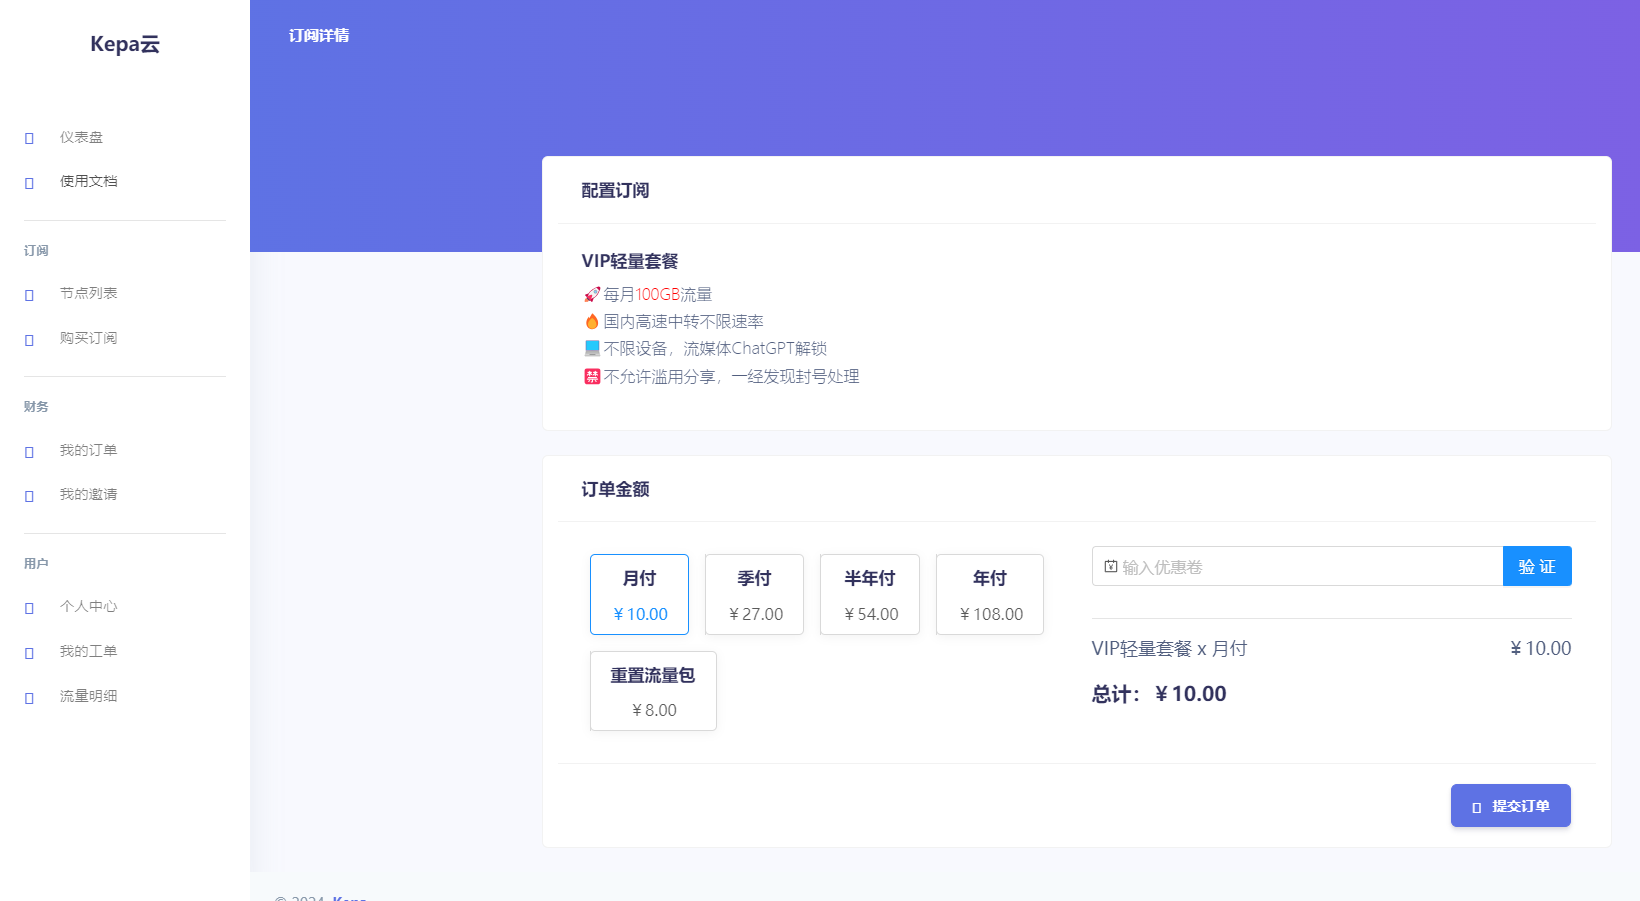 Kepa云
仪表盘
使用文档
订阅
节点列表
购买订阅
财务
我的订单
我的邀请
用户
个人中心
我的工单
流量明细
订阅详情
配置订阅
VIP轻量套餐
🚀每月100GB流量
🔥国内高速中转不限速率
💻不限设备，流媒体ChatGPT解锁
🈲不允许滥用分享，一经发现封号处理
订单金额
月付
¥ 10.00
季付
¥ 27.00
半年付
¥ 54.00
年付
¥ 108.00
重置流量包
¥ 8.00
输入优惠卷
验 证
VIP轻量套餐 x 月付
¥ 10.00
总计： ¥ 10.00
提交订单
© 2024 Kepa